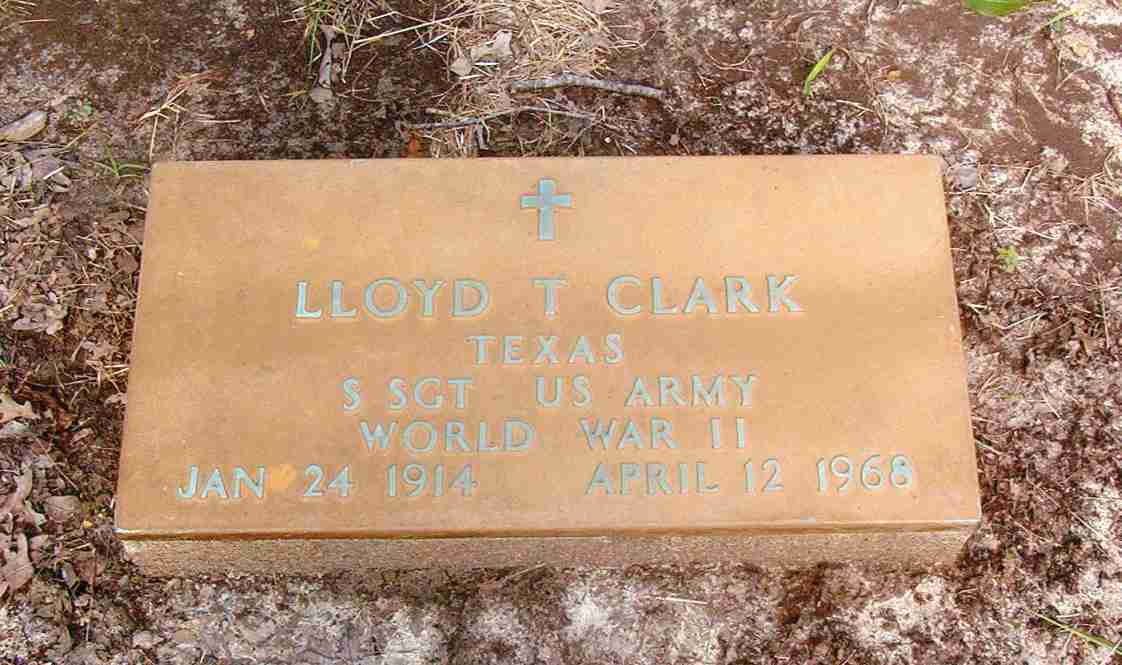 LLOYD T CLARK
TEXAS
S SGT US ARMY
WORLD WAR II
JAN 24 1914 APRIL 12 1968